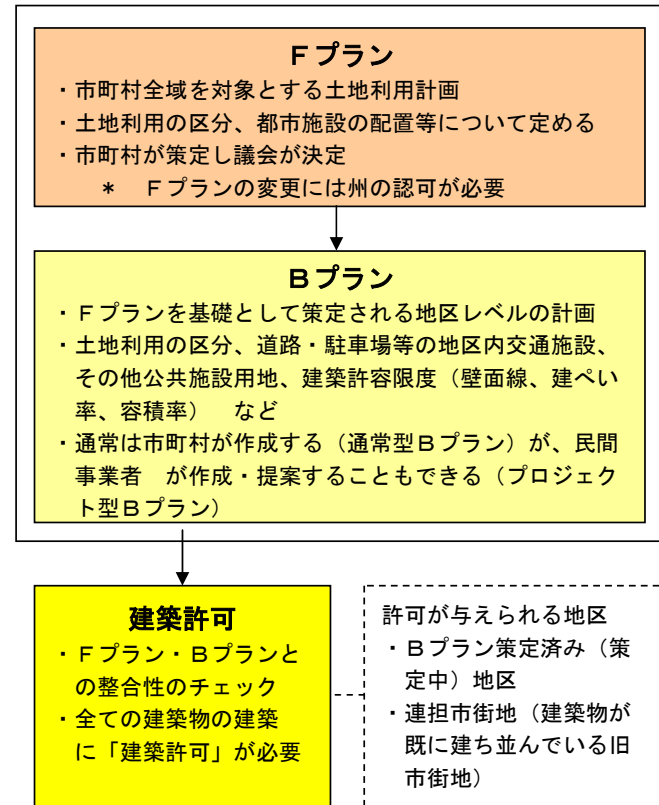 Ｆプラン
・市町村全域を対象とする土地利用計画
・土地利用の区分、都市施設の配置等について定める
・市町村が策定し議会が決定
＊　Ｆプランの変更には州の認可が必要
Ｂプラン
・Ｆプランを基礎として策定される地区レベルの計画
・土地利用の区分、道路・駐車場等の地区内交通施設、
その他公共施設用地、建築許容限度（壁面線、建ぺい
率、容積率）　など
・通常は市町村が作成する（通常型Ｂプラン）が、民間
事業者　が作成・提案することもできる（プロジェク
ト型Ｂプラン）
建築許可
・Ｆプラン・Ｂプランと
の整合性のチェック
・全ての建築物の建築
に「建築許可」が必要
許可が与えられる地区
・Ｂプラン策定済み（策
定中）地区
・連担市街地（建築物が
既に建ち並んでいる旧
市街地）